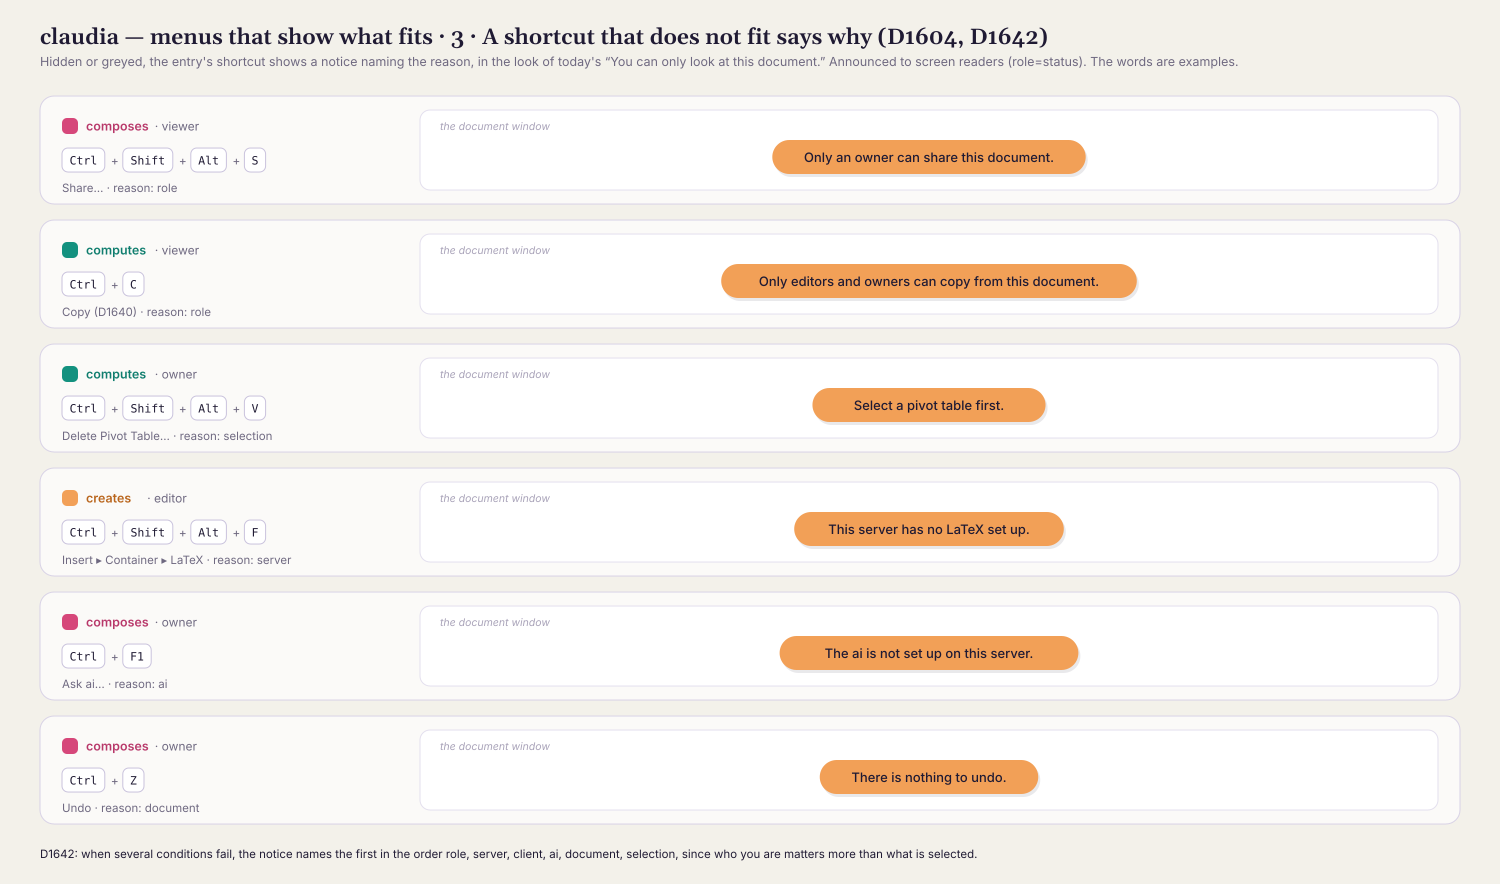 claudia — menus that show what fits · 3 · A shortcut that does not fit says why (D1604, D1642)
Hidden or greyed, the entry's shortcut shows a notice naming the reason, in the look of today's “You can only look at this document.” Announced to screen readers (role=status). The words are examples.
composes · viewer
the document window
Ctrl + Shift + Alt + S
Only an owner can share this document.
Share... · reason: role
computes · viewer
the document window
Ctrl + C
Only editors and owners can copy from this document.
Copy (D1640) · reason: role
computes · owner
the document window
Ctrl + Shift + Alt + V
Select a pivot table first.
Delete Pivot Table... · reason: selection
creates · editor
the document window
Ctrl + Shift + Alt + F
This server has no LaTeX set up.
Insert ▸ Container ▸ LaTeX · reason: server
composes · owner
the document window
Ctrl + F1
The ai is not set up on this server.
Ask ai... · reason: ai
composes · owner
the document window
Ctrl + Z
There is nothing to undo.
Undo · reason: document
D1642: when several conditions fail, the notice names the first in the order role, server, client, ai, document, selection, since who you are matters more than what is selected.